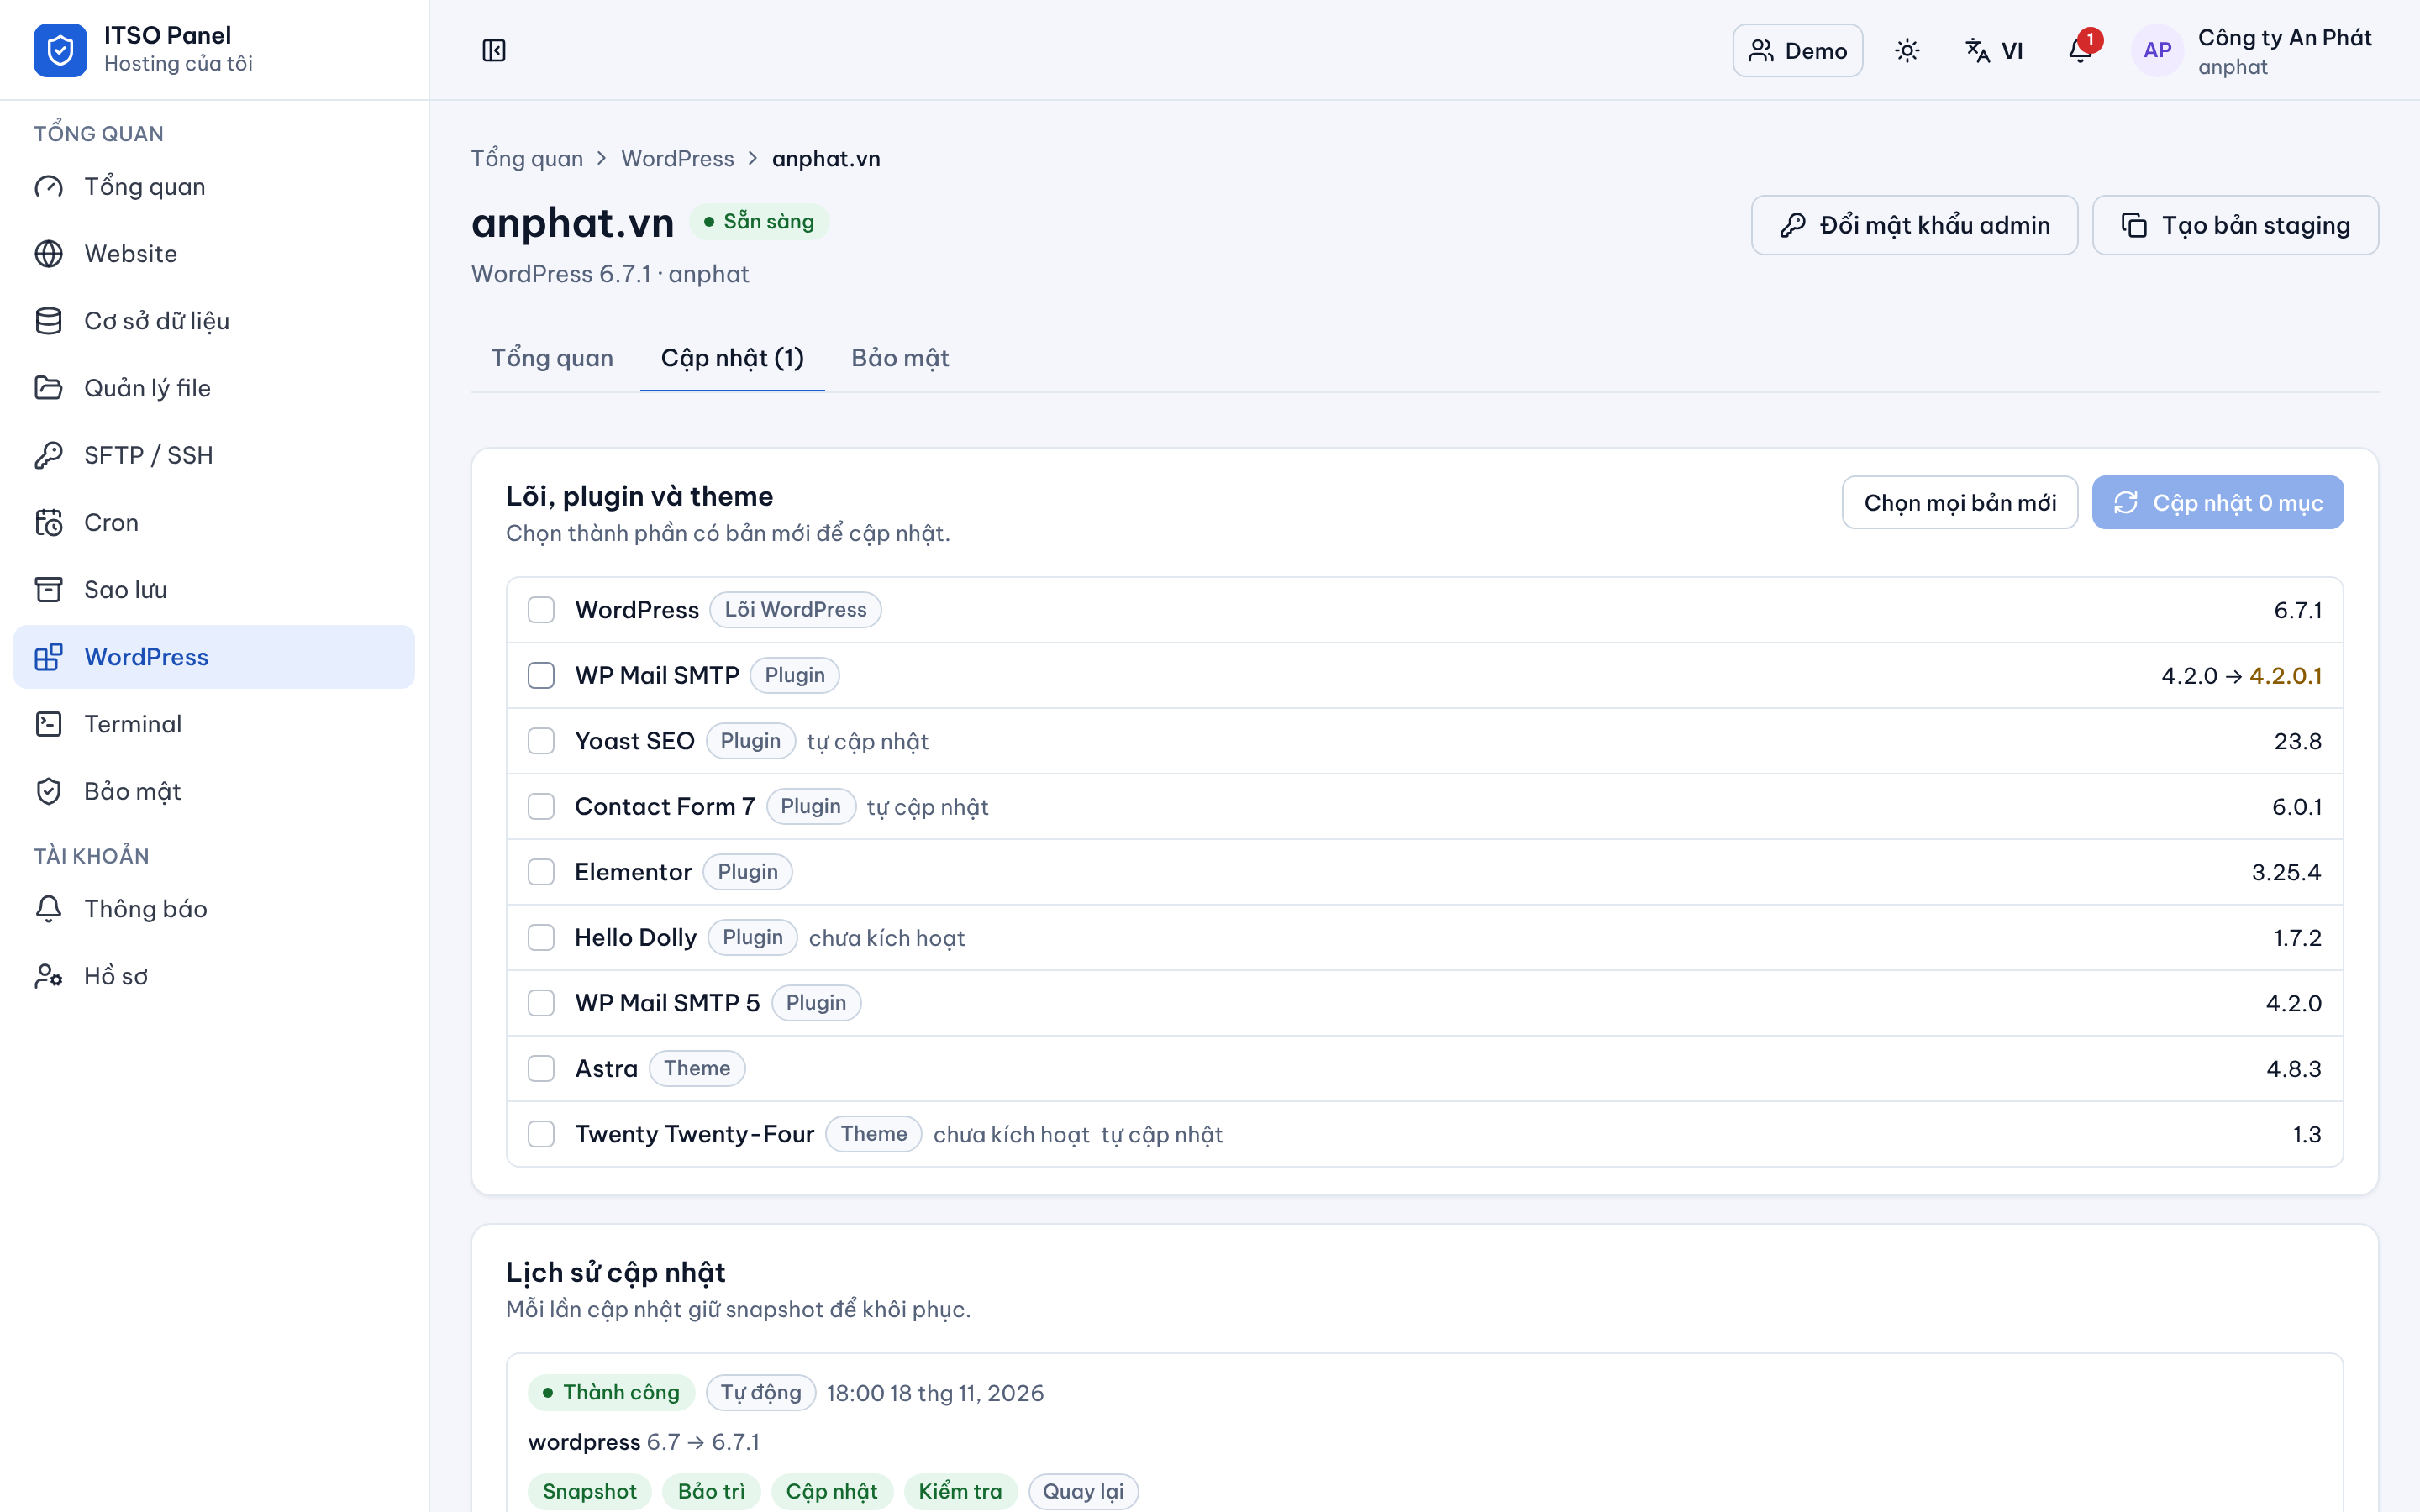 ITSO Panel
Hosting của tôi
Demo
VI
1
AP
Công ty An Phát
anphat
TỔNG QUAN
Tổng quan
Website
Cơ sở dữ liệu
Quản lý file
SFTP / SSH
Cron
Sao lưu
WordPress
Terminal
Bảo mật
TÀI KHOẢN
Thông báo
Hồ sơ
Tổng quan > WordPress > anphat.vn
anphat.vn Sẵn sàng
WordPress 6.7.1 · anphat
Đổi mật khẩu admin
Tạo bản staging
Tổng quan Cập nhật (1) Bảo mật
Lõi, plugin và theme
Chọn thành phần có bản mới để cập nhật.
Chọn mọi bản mới
Cập nhật 0 mục
WordPress Lõi WordPress 6.7.1
WP Mail SMTP Plugin 4.2.0 → 4.2.0.1
Yoast SEO Plugin tự cập nhật 23.8
Contact Form 7 Plugin tự cập nhật 6.0.1
Elementor Plugin 3.25.4
Hello Dolly Plugin chưa kích hoạt 1.7.2
WP Mail SMTP 5 Plugin 4.2.0
Astra Theme 4.8.3
Twenty Twenty-Four Theme chưa kích hoạt tự cập nhật 1.3
Lịch sử cập nhật
Mỗi lần cập nhật giữ snapshot để khôi phục.
Thành công Tự động 18:00 18 thg 11, 2026
wordpress 6.7 → 6.7.1
Snapshot Bảo trì Cập nhật Kiểm tra Quay lại